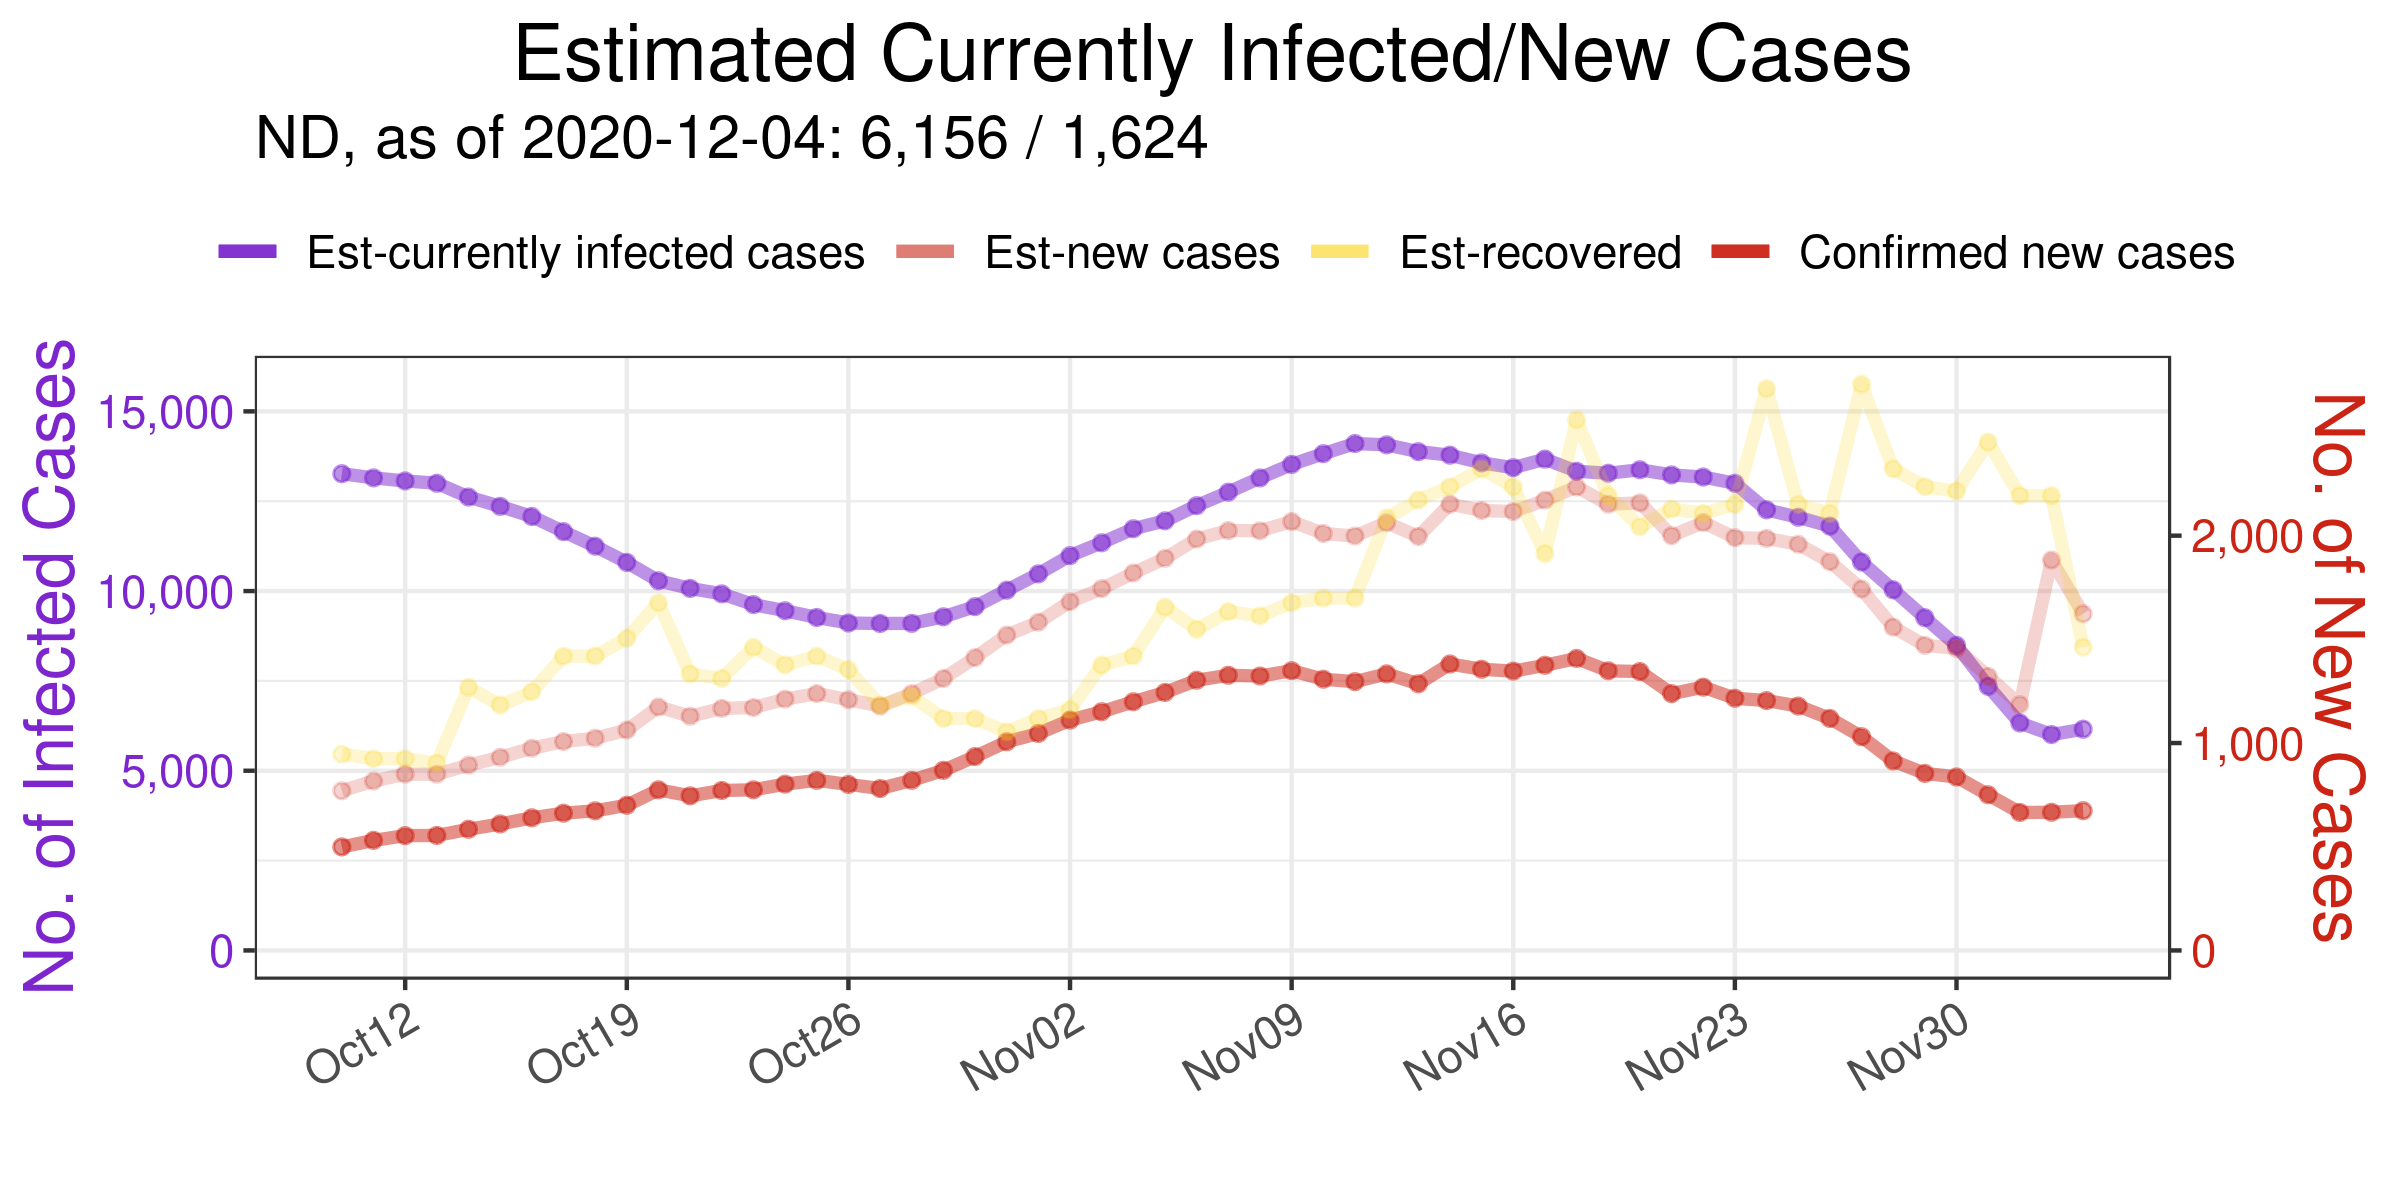 Estimated Currently Infected/New Cases
ND, as of 2020-12-04: 6,156 / 1,624
Est-currently infected cases Est-new cases Est-recovered Confirmed new cases
No. of Infected Cases
15,000
10,000
5,000
0
No. of New Cases
2,000
1,000
0
Oct12 Oct19 Oct26 Nov02 Nov09 Nov16 Nov23 Nov30